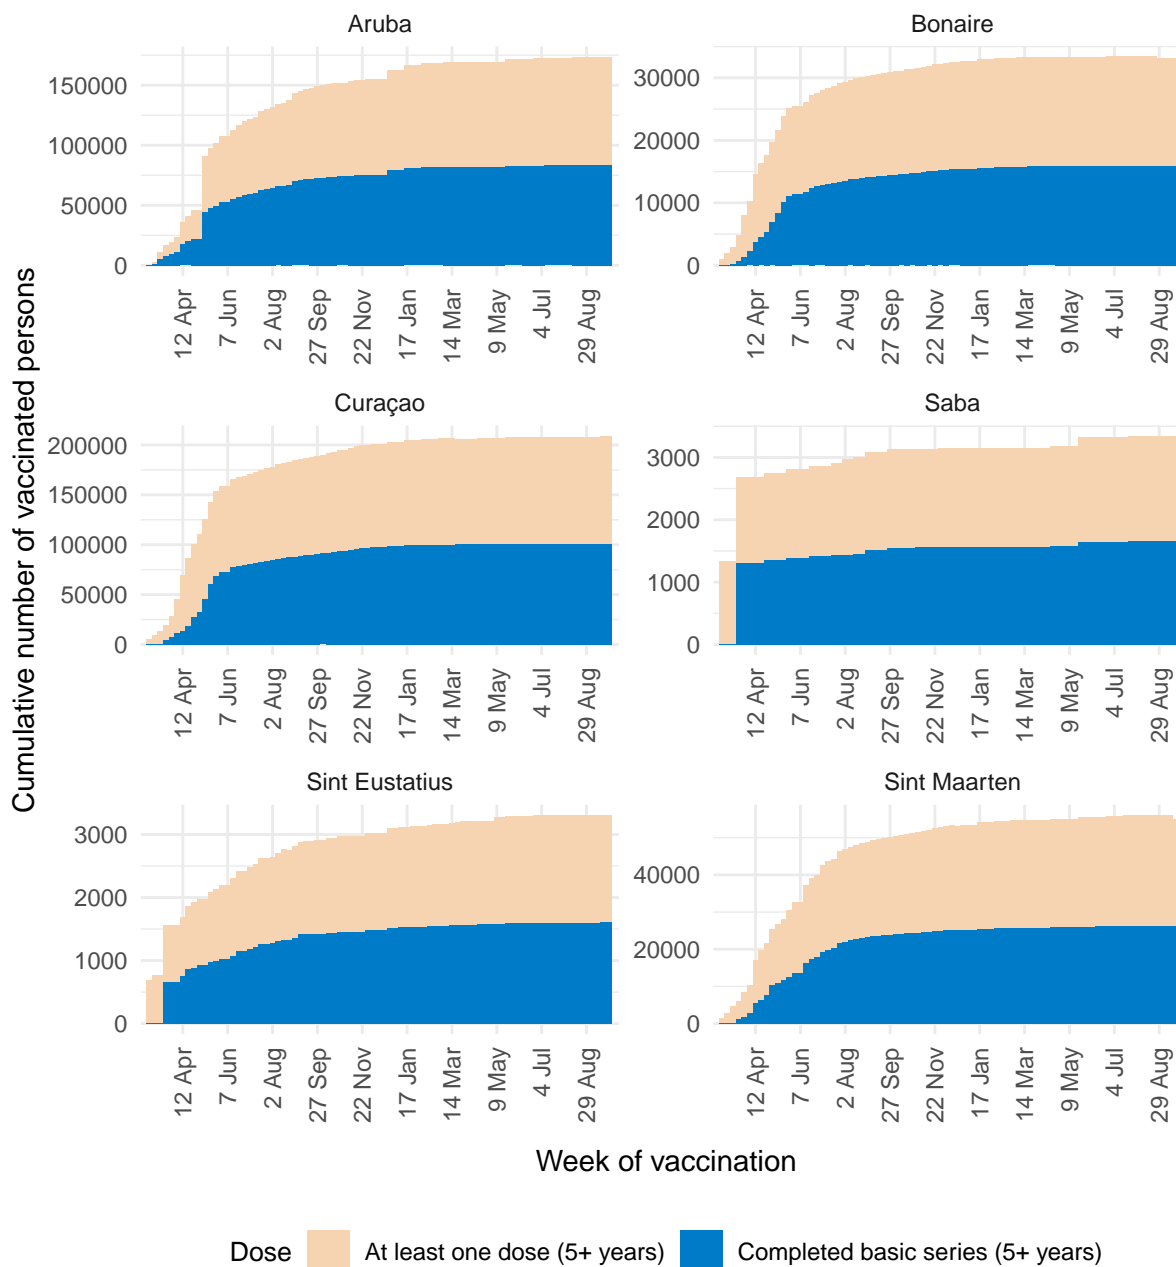 Aruba
Bonaire
150000
100000
50000
0
30000
20000
10000
0
12 Apr
7 Jun
2 Aug
27 Sep
22 Nov
17 Jan
14 Mar
9 May
4 Jul
29 Aug
12 Apr
7 Jun
2 Aug
27 Sep
22 Nov
17 Jan
14 Mar
9 May
4 Jul
29 Aug
Cumulative number of vaccinated persons
Curaçao
Saba
200000
150000
100000
50000
0
3000
2000
1000
0
12 Apr
7 Jun
2 Aug
27 Sep
22 Nov
17 Jan
14 Mar
9 May
4 Jul
29 Aug
12 Apr
7 Jun
2 Aug
27 Sep
22 Nov
17 Jan
14 Mar
9 May
4 Jul
29 Aug
Sint Eustatius
Sint Maarten
3000
2000
1000
0
40000
20000
0
12 Apr
7 Jun
2 Aug
27 Sep
22 Nov
17 Jan
14 Mar
9 May
4 Jul
29 Aug
12 Apr
7 Jun
2 Aug
27 Sep
22 Nov
17 Jan
14 Mar
9 May
4 Jul
29 Aug
Week of vaccination
Dose At least one dose (5+ years) Completed basic series (5+ years)